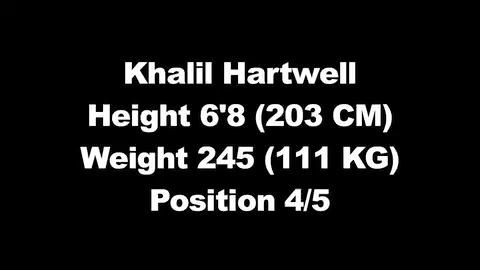 Khalil Hartwell
Height 6'8 (203 CM)
Weight 245 (111 KG)
Position 4/5